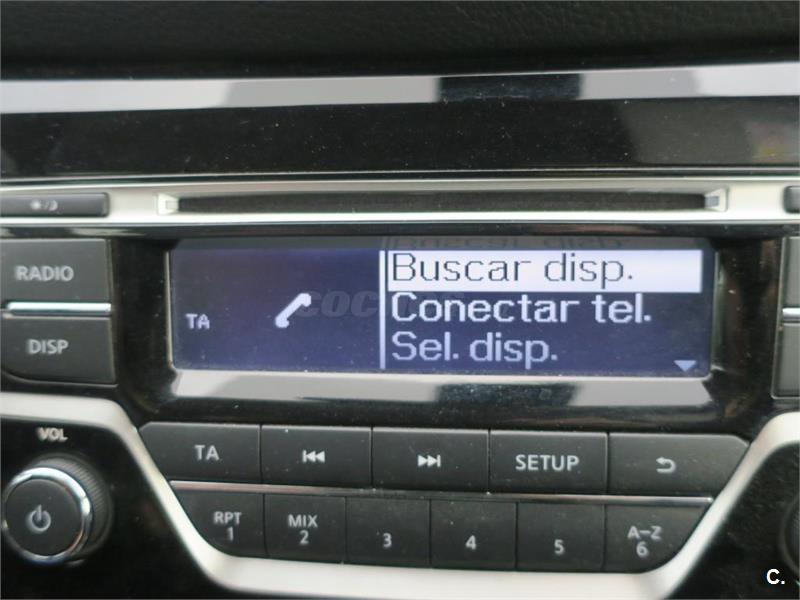 RADIO
DISP
VOL
TA
Buscar disp.
Conectar tel.
Sel. disp.
TA
SETUP
RPT
1
MIX
2
3
4
5
A-Z
6
C.